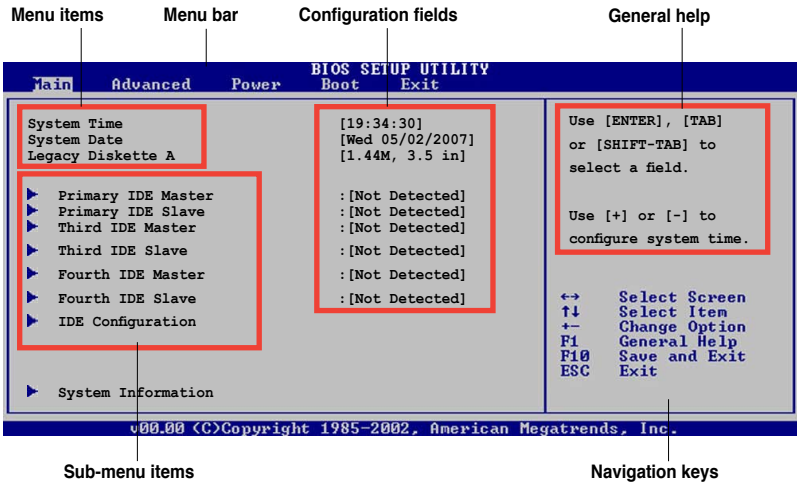 Menu items Menu bar Configuration fields General help
BIOS SETUP UTILITY
Main Advanced Power Boot Exit
System Time [19:34:30]
System Date [Wed 05/02/2007]
Legacy Diskette A [1.44M, 3.5 in]
Primary IDE Master :[Not Detected]
Primary IDE Slave :[Not Detected]
Third IDE Master :[Not Detected]
Third IDE Slave :[Not Detected]
Fourth IDE Master :[Not Detected]
Fourth IDE Slave :[Not Detected]
IDE Configuration
System Information
Use [ENTER], [TAB]
or [SHIFT-TAB] to
select a field.
Use [+] or [-] to
configure system time.
←→ Select Screen
↑↓ Select Item
+- Change Option
F1 General Help
F10 Save and Exit
ESC Exit
v00.00 (C)Copyright 1985-2002, American Megatrends, Inc.
Sub-menu items Navigation keys